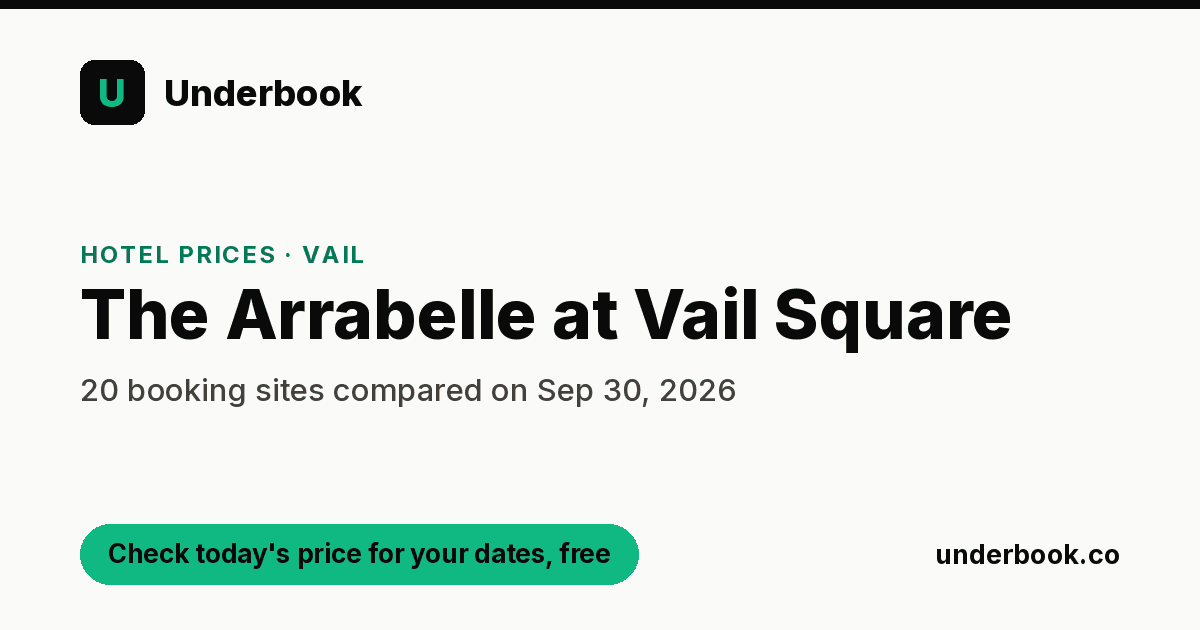 U Underbook
HOTEL PRICES · VAIL
The Arrabelle at Vail Square
20 booking sites compared on Sep 30, 2026
Check today's price for your dates, free
underbook.co